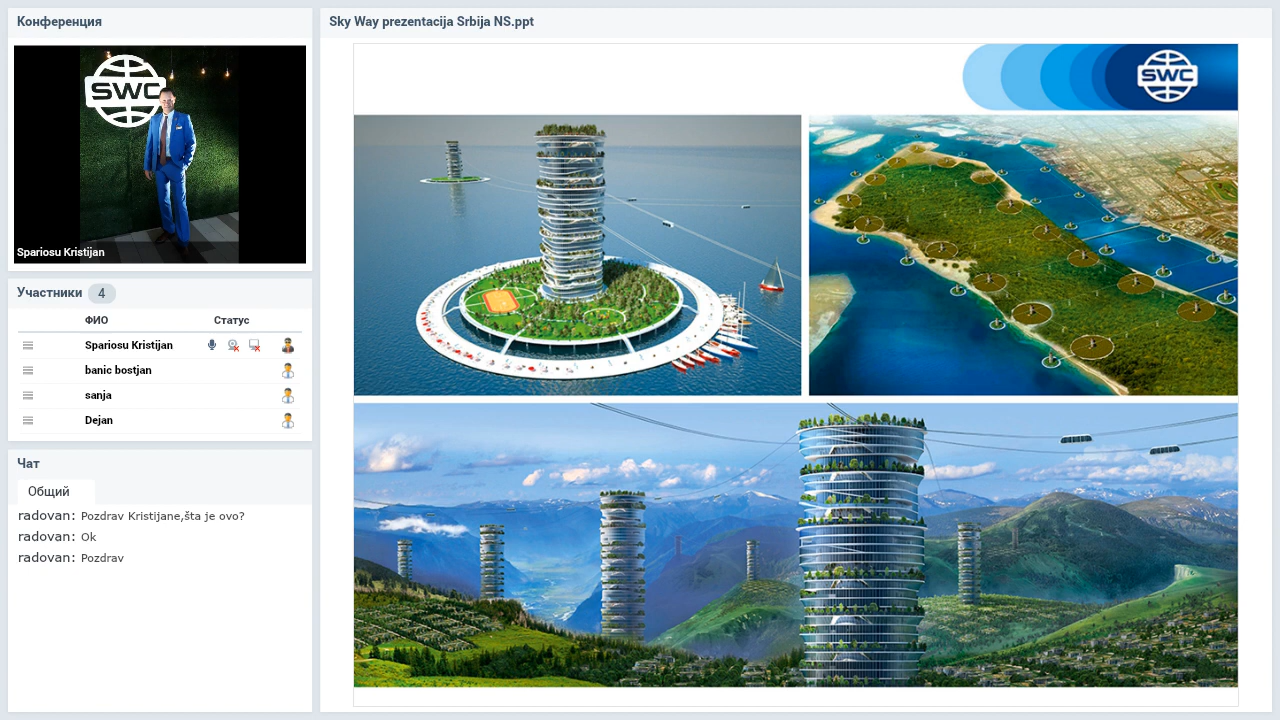 Конференция
SWC
Spariosu Kristijan
Участники 4
ФИО Статус
Spariosu Kristijan
banic bostjan
sanja
Dejan
Чат
Общий
radovan: Pozdrav Kristijane šta je ovo?
radovan: Ok
radovan: Pozdrav
Sky Way prezentacija Srbija NS.ppt
SWC